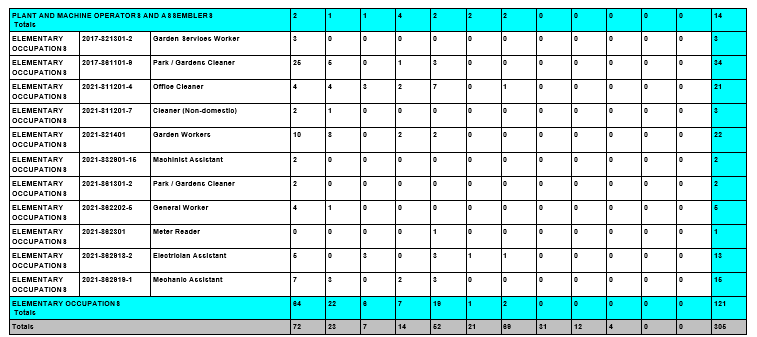 PLANT AND MACHINE OPERATORS AND ASSEMBLERS 2 1 1 4 2 2 2 0 0 0 0 0 14
Totals
ELEMENTARY 2017-821301-2 Garden Services Worker 3 0 0 0 0 0 0 0 0 0 0 0 3
OCCUPATIONS
ELEMENTARY 2017-861101-9 Park / Gardens Cleaner 25 5 0 1 3 0 0 0 0 0 0 0 34
OCCUPATIONS
ELEMENTARY 2021-811201-4 Office Cleaner 4 4 3 2 7 0 1 0 0 0 0 0 21
OCCUPATIONS
ELEMENTARY 2021-811201-7 Cleaner (Non-domestic) 2 1 0 0 0 0 0 0 0 0 0 0 3
OCCUPATIONS
ELEMENTARY 2021-821401 Garden Workers 10 8 0 2 2 0 0 0 0 0 0 0 22
OCCUPATIONS
ELEMENTARY 2021-832901-15 Machinist Assistant 2 0 0 0 0 0 0 0 0 0 0 0 2
OCCUPATIONS
ELEMENTARY 2021-861301-2 Park / Gardens Cleaner 2 0 0 0 0 0 0 0 0 0 0 0 2
OCCUPATIONS
ELEMENTARY 2021-862202-5 General Worker 4 1 0 0 0 0 0 0 0 0 0 0 5
OCCUPATIONS
ELEMENTARY 2021-862301 Meter Reader 0 0 0 0 1 0 0 0 0 0 0 0 1
OCCUPATIONS
ELEMENTARY 2021-862918-2 Electrician Assistant 5 0 3 0 3 1 1 0 0 0 0 0 13
OCCUPATIONS
ELEMENTARY 2021-862919-1 Mechanic Assistant 7 3 0 2 3 0 0 0 0 0 0 0 15
OCCUPATIONS
ELEMENTARY OCCUPATIONS 64 22 6 7 19 1 2 0 0 0 0 0 121
Totals
Totals 72 23 7 14 52 21 69 31 12 4 0 0 305